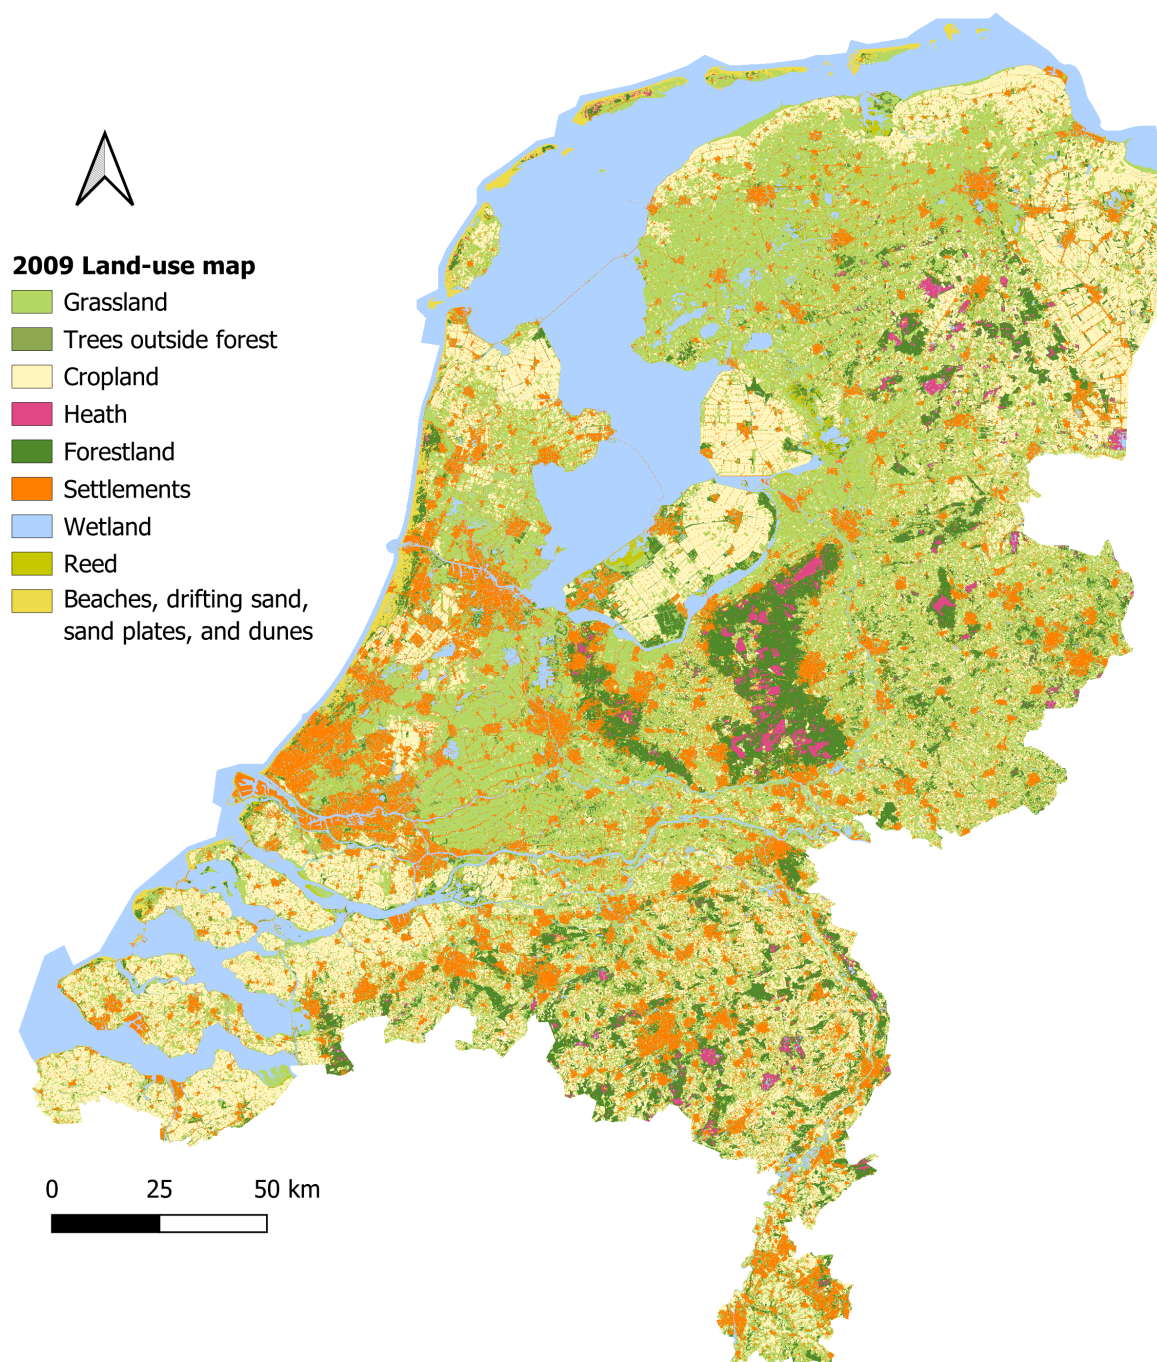 2009 Land-use map
Grassland
Trees outside forest
Cropland
Heath
Forestland
Settlements
Wetland
Reed
Beaches, drifting sand,
sand plates, and dunes
0 25 50 km